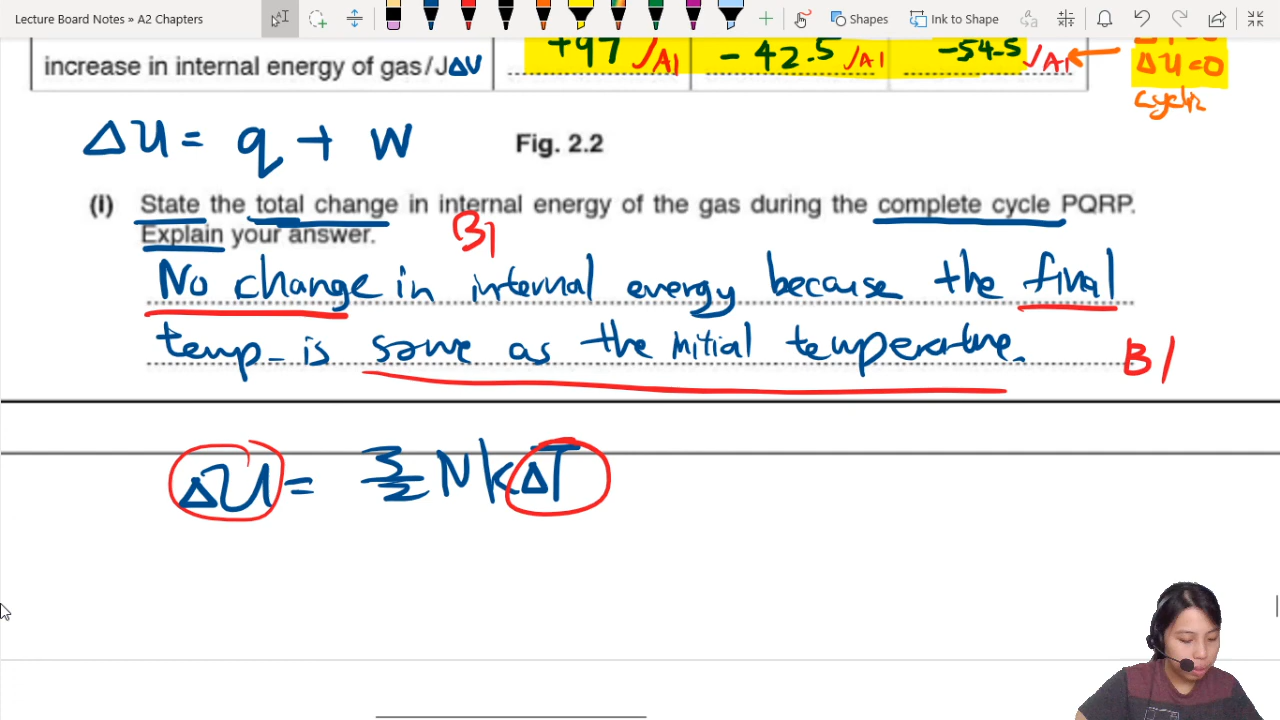 Lecture Board Notes » A2 Chapters
Shapes
Ink to Shape
+97 /A1
-42.5 /A1
-54.5 /A1
ΔU=0
cyclic
increase in internal energy of gas/J ΔU
ΔU = q + w
Fig. 2.2
(i) State the total change in internal energy of the gas during the complete cycle PQRP.
Explain your answer.
B1
No change in internal energy because the final
temp. is same as the initial temperature.
B1
ΔU = 3/2 NkΔT